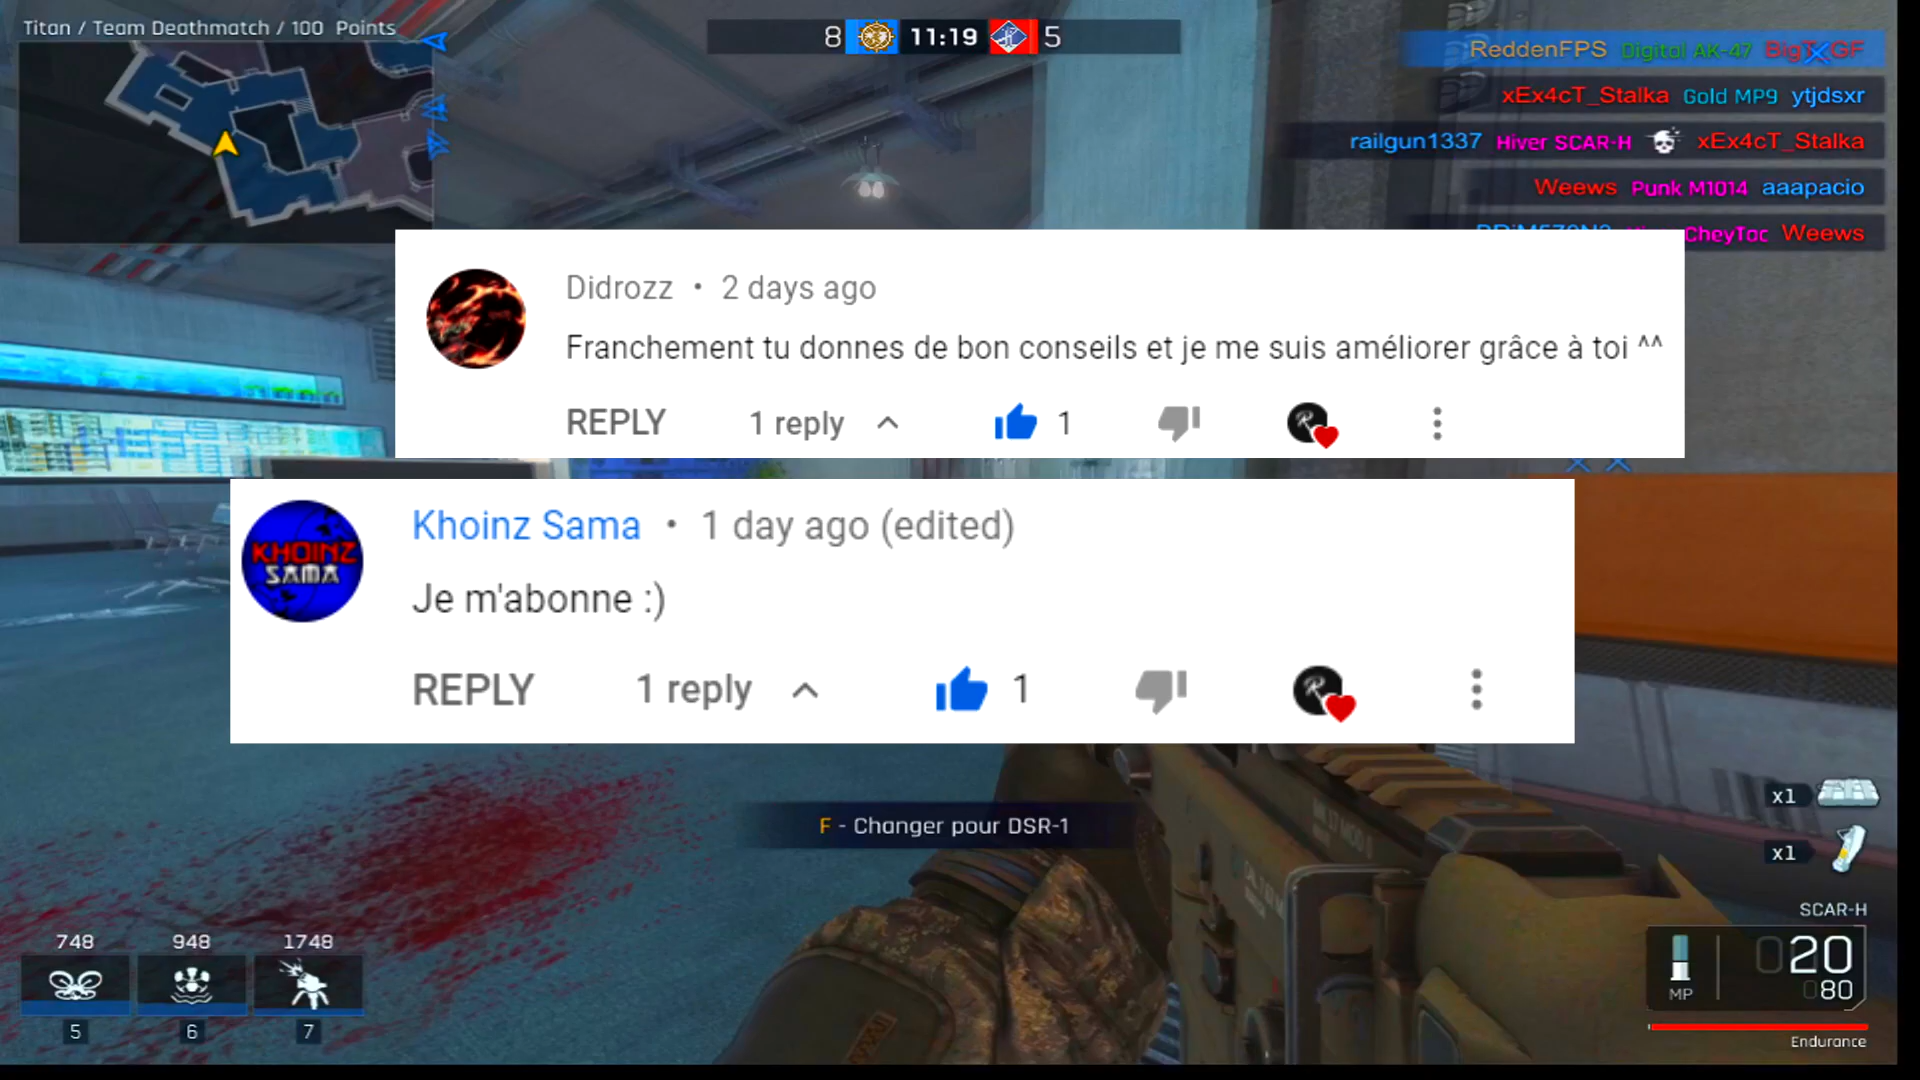 Titan / Team Deathmatch / 100 Points
8 11:19 5
ReddenFPS Digital AK-47
xEx4cT_Stalka Gold MP9 ytjdsxr
railgun1337 Hiver SCAR-H xEx4cT_Stalka
Weews Punk M1014 aaapacio
CheyTac Weews
Didrozz • 2 days ago
Franchement tu donnes de bon conseils et je me suis améliorer grâce à toi ^^
REPLY 1 reply 1
KHOINZ
SAMA
Khoinz Sama • 1 day ago (edited)
Je m'abonne :)
REPLY 1 reply 1
F - Changer pour DSR-1
x1
x1
SCAR-H
020
080
MP
Endurance
748 948 1748
5 6 7